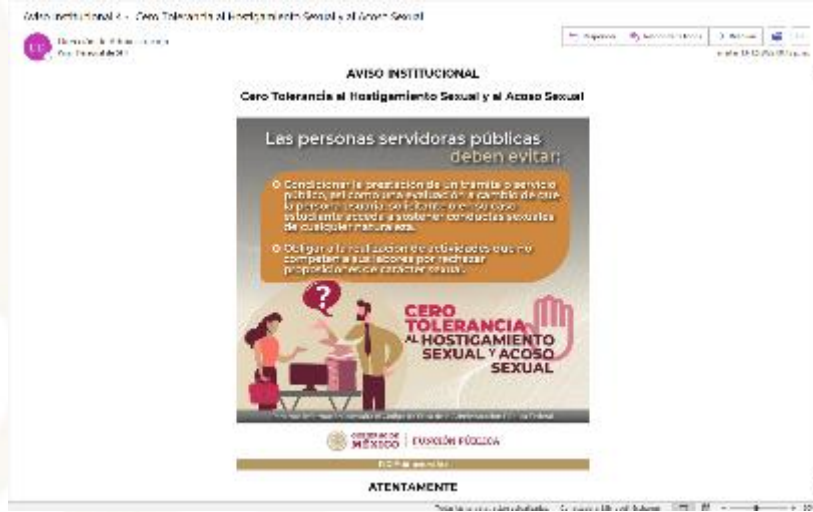 Aviso Institucional 4 - Cero Tolerancia al Hostigamiento Sexual y al Acoso Sexual
AVISO INSTITUCIONAL
Cero Tolerancia al Hostigamiento Sexual y al Acoso Sexual
Las personas servidoras públicas
deben evitar:
Condicionar la prestación de un trámite o servicio
público, así como una evaluación a cambio de que
la persona usuaria, solicitante o en su caso
estudiante acceda a sostener conductas sexuales
de cualquier naturaleza.
Obligar a la realización de actividades que no
competen a sus labores por rechazar
proposiciones de carácter sexual.
?
CERO
TOLERANCIA
AL HOSTIGAMIENTO
SEXUAL Y ACOSO
SEXUAL
GOBIERNO DE
MÉXICO
FUNCIÓN PÚBLICA
ATENTAMENTE